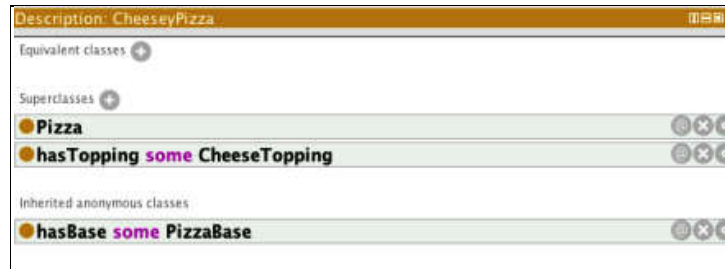 Description: CheeseyPizza
Equivalent classes
Superclasses
Pizza
hasTopping some CheeseTopping
Inherited anonymous classes
hasBase some PizzaBase